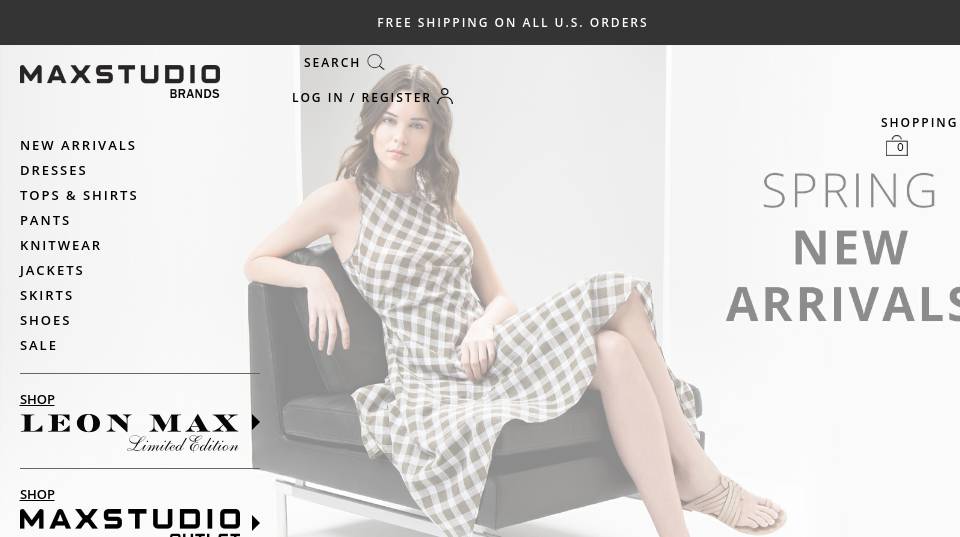 FREE SHIPPING ON ALL U.S. ORDERS
MAXSTUDIO
BRANDS
SEARCH
LOG IN / REGISTER
SHOPPING
0
NEW ARRIVALS
DRESSES
TOPS & SHIRTS
PANTS
KNITWEAR
JACKETS
SKIRTS
SHOES
SALE
SPRING
NEW
ARRIVALS
SHOP
LEON MAX
Limited Edition
SHOP
MAXSTUDIO
OUTLET